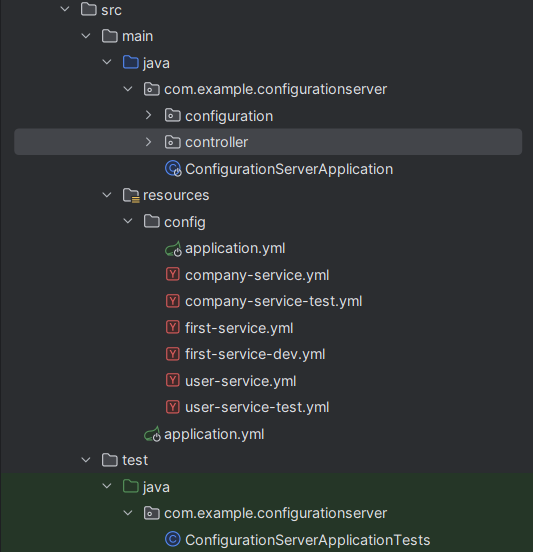 src
main
java
com.example.configurationserver
configuration
controller
ConfigurationServerApplication
resources
config
application.yml
company-service.yml
company-service-test.yml
first-service.yml
first-service-dev.yml
user-service.yml
user-service-test.yml
application.yml
test
java
com.example.configurationserver
ConfigurationServerApplicationTests